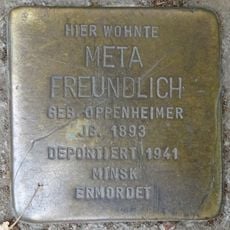 HIER WOHNTE
META
FREUNDLICH
GEB. OPPENHEIMER
JG. 1893
DEPORTIERT 1941
MINSK
ERMORDET